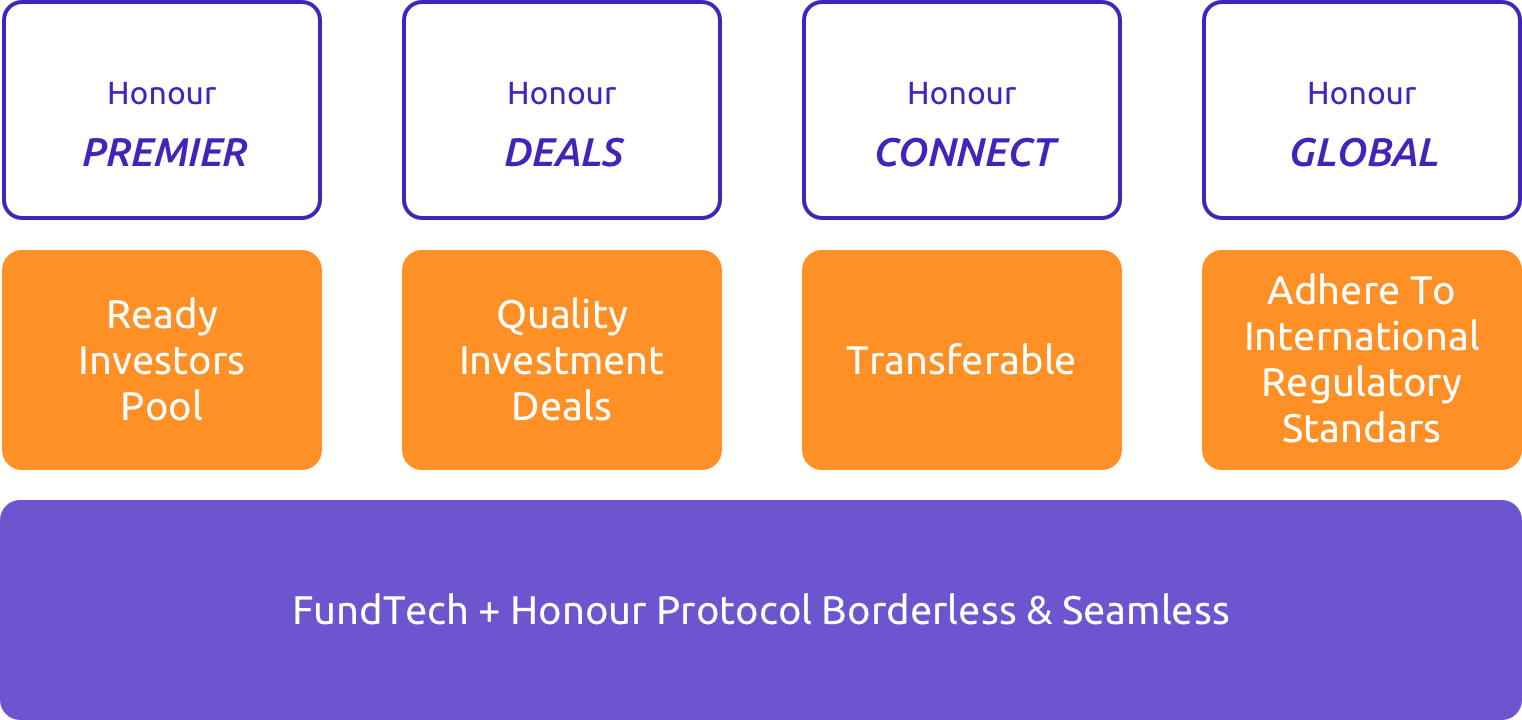 Honour
PREMIER
Honour
DEALS
Honour
CONNECT
Honour
GLOBAL
Ready
Investors
Pool
Quality
Investment
Deals
Transferable
Adhere To
International
Regulatory
Standars
FundTech + Honour Protocol Borderless & Seamless